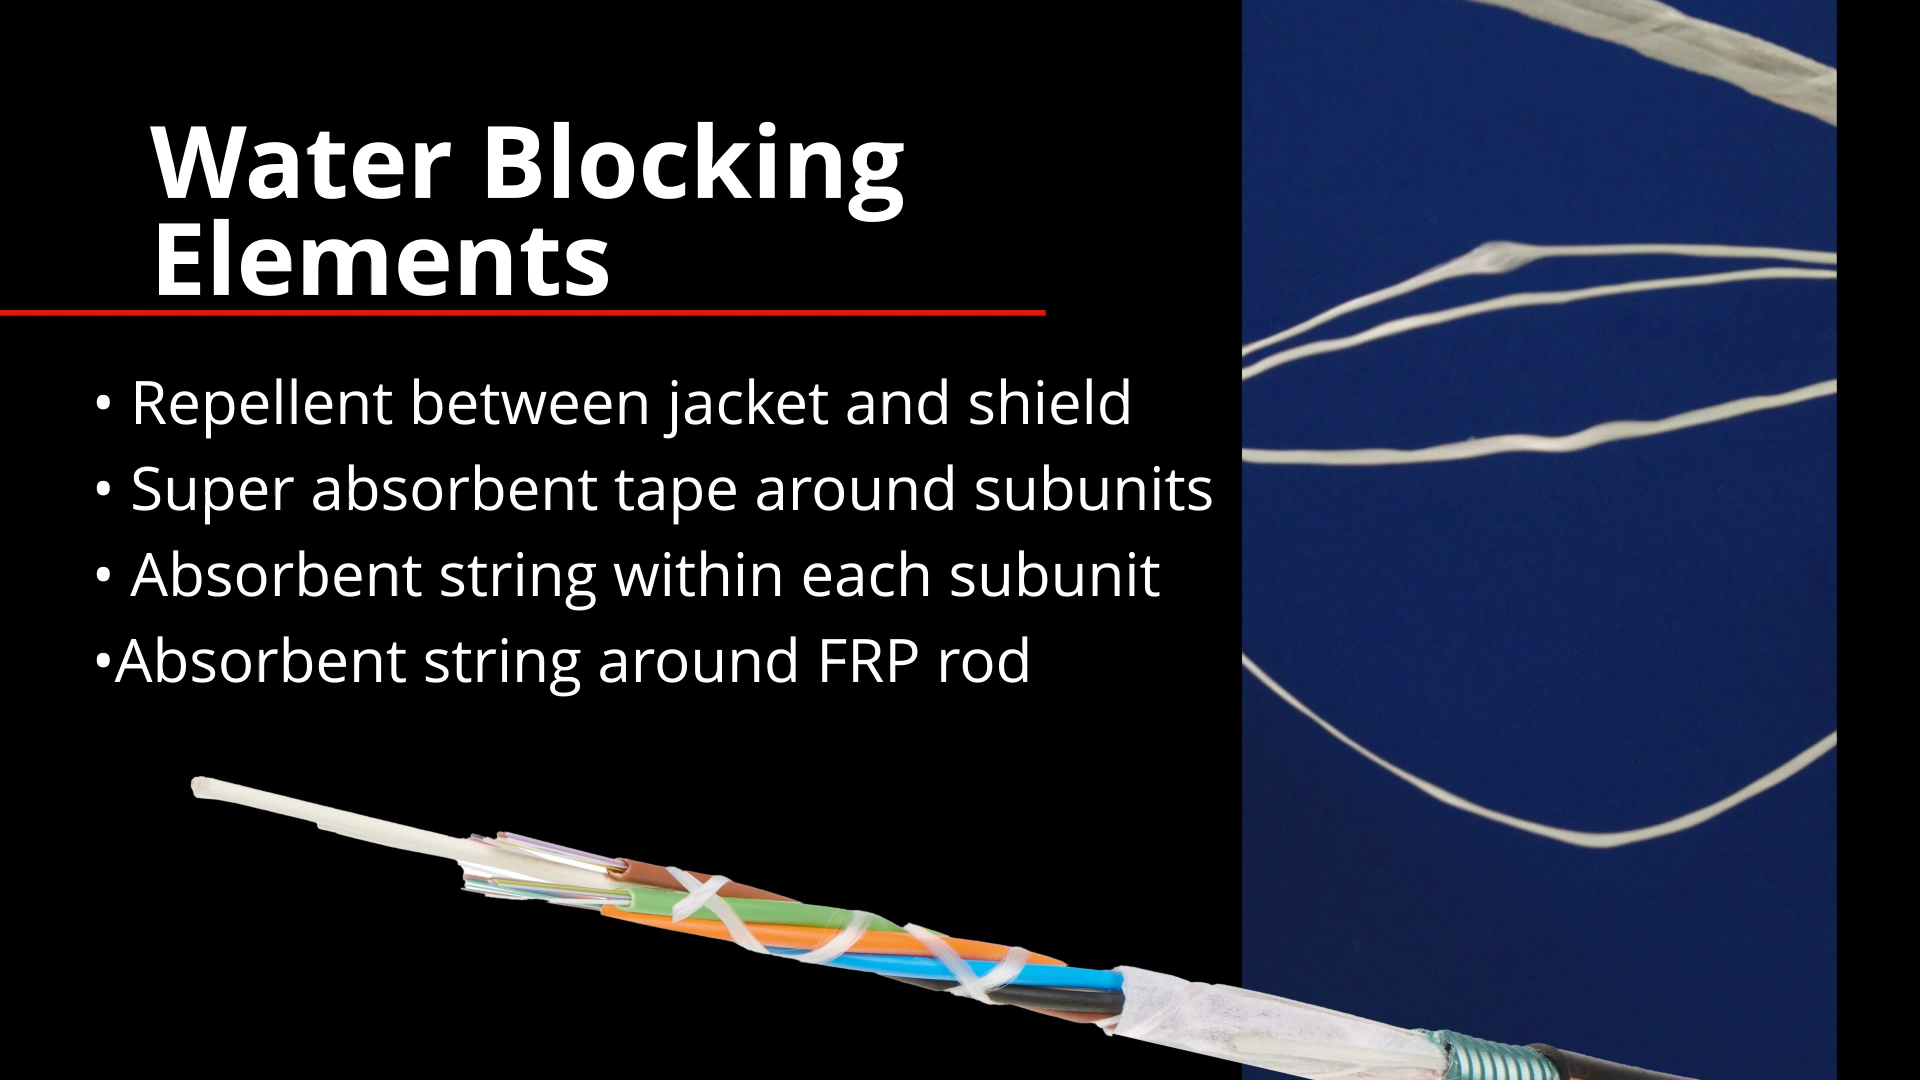 Water Blocking
Elements
• Repellent between jacket and shield
• Super absorbent tape around subunits
• Absorbent string within each subunit
•Absorbent string around FRP rod